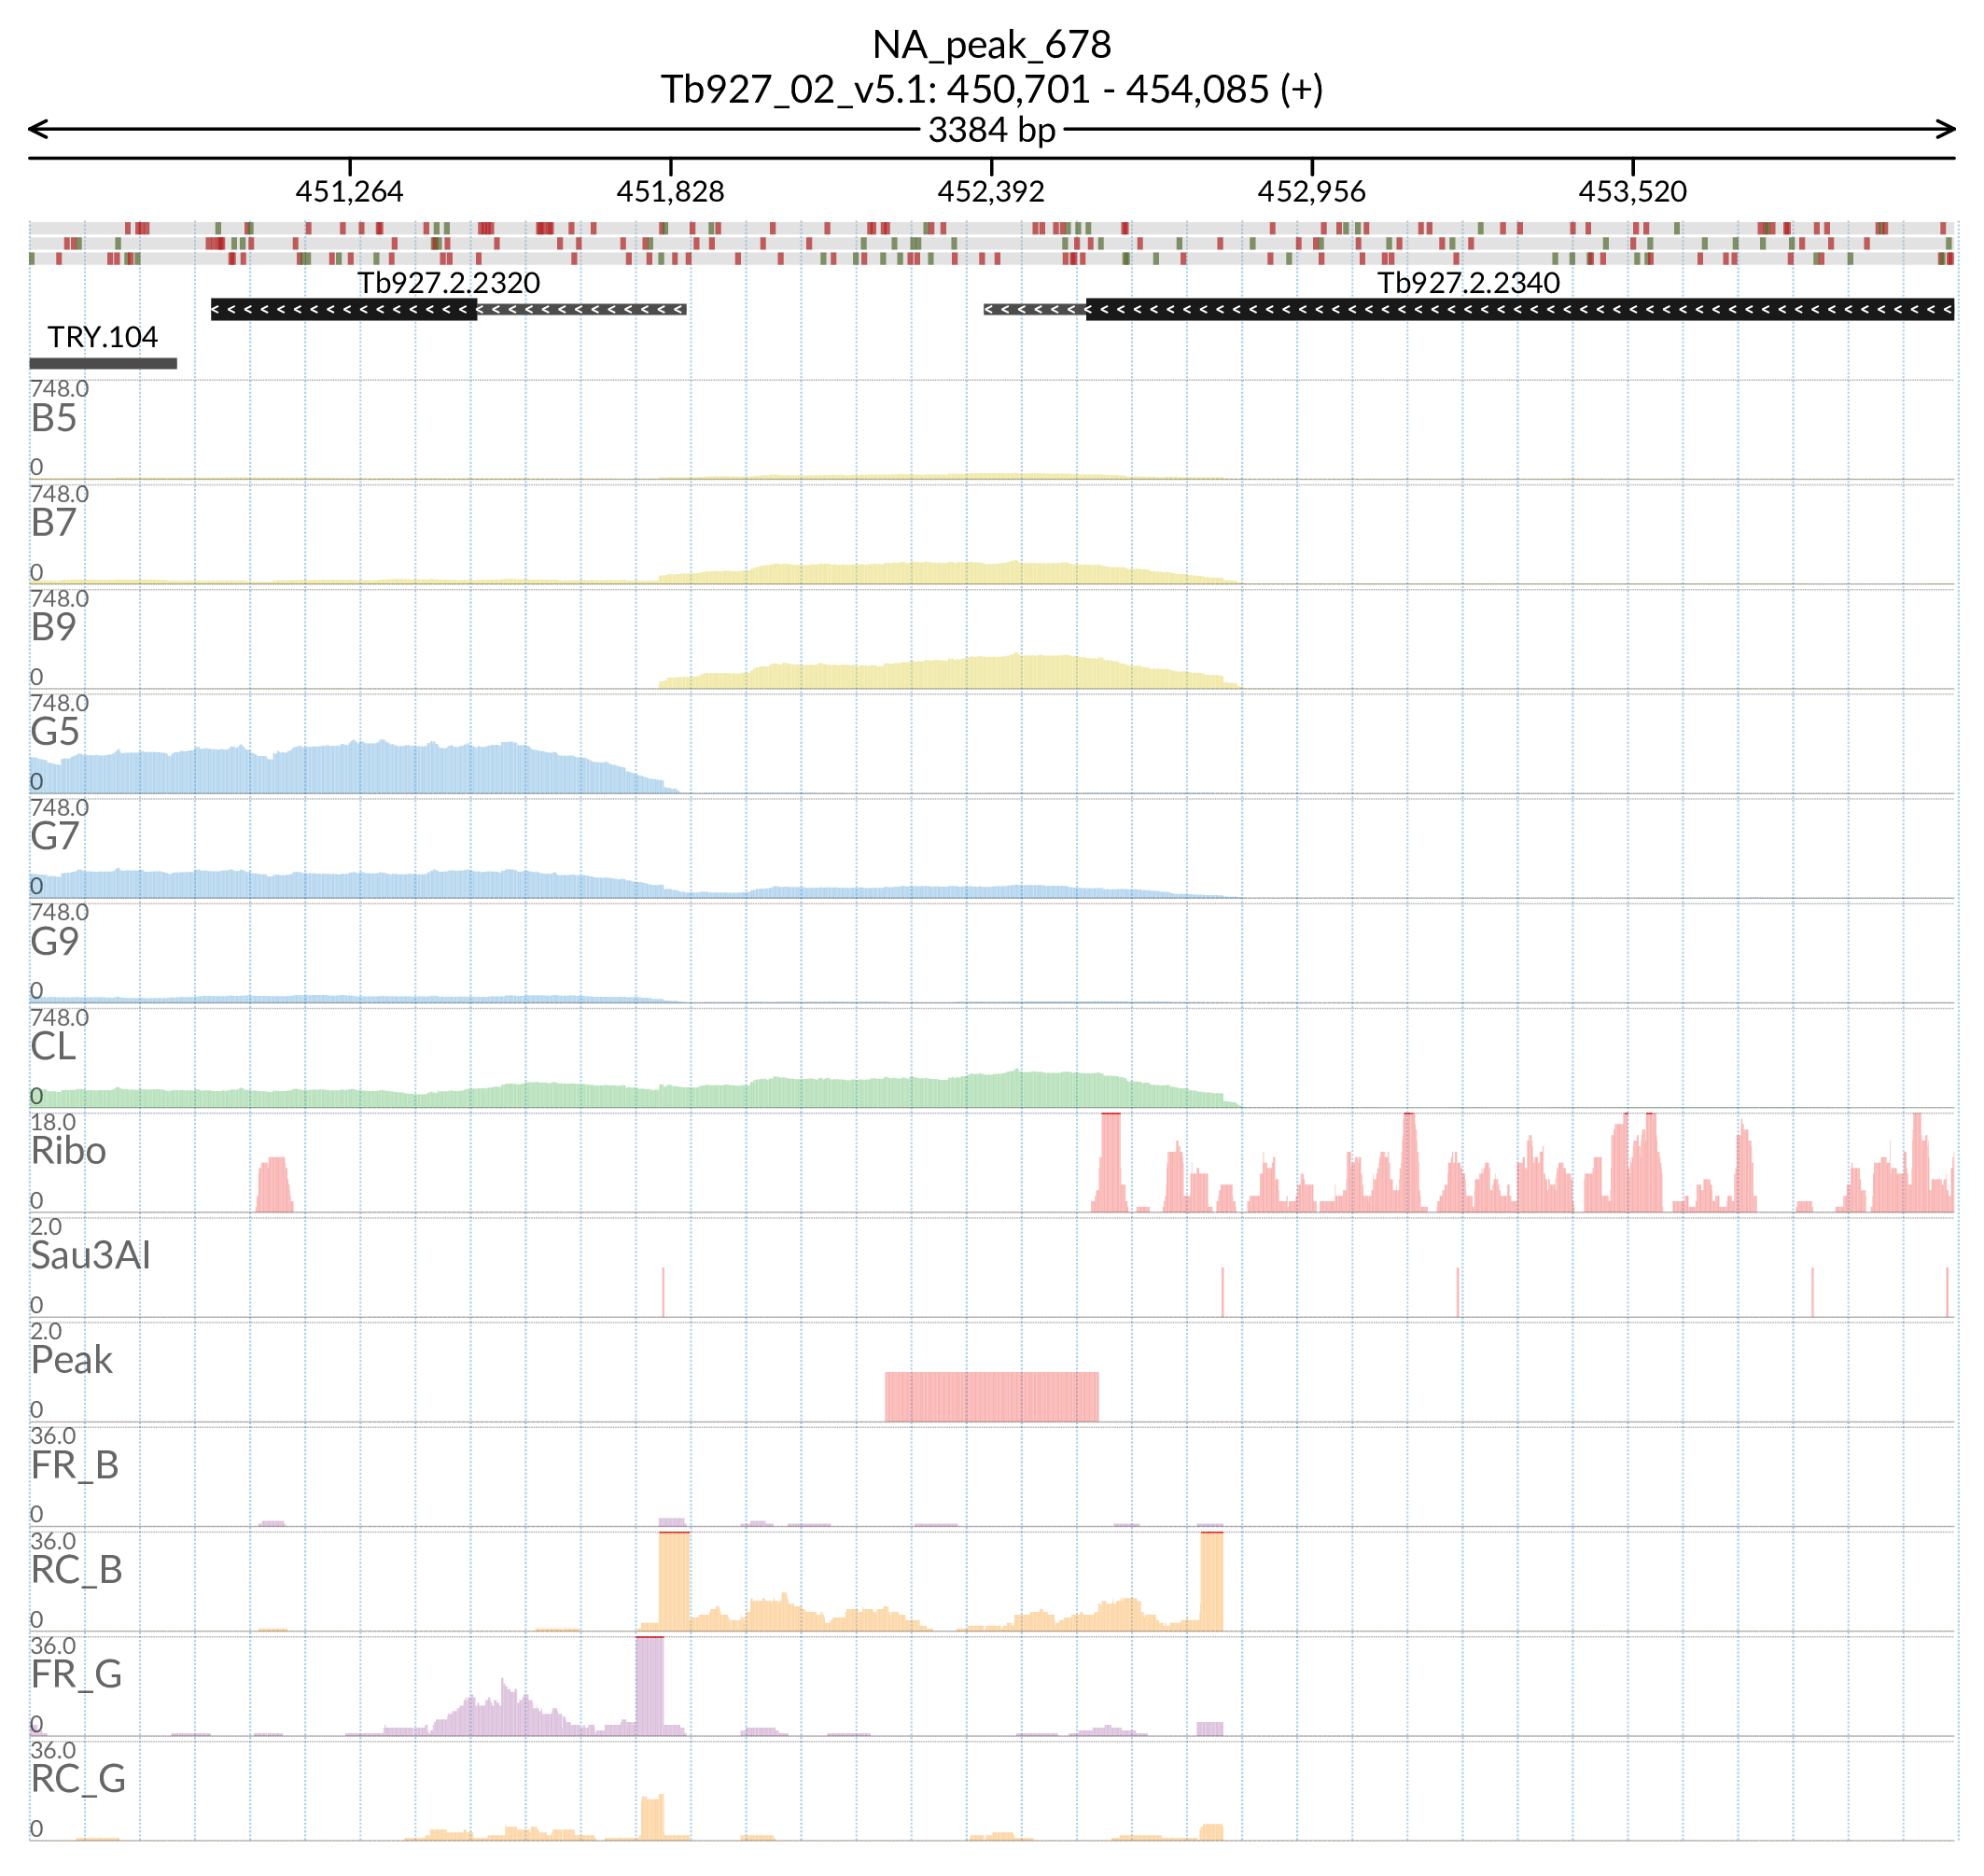 NA_peak_678
Tb927_02_v5.1: 450,701 - 454,085 (+)
3384 bp
451,264 451,828 452,392 452,956 453,520
Tb927.2.2320 Tb927.2.2340
TRY.104
748.0
B5
0
748.0
B7
0
748.0
B9
0
748.0
G5
0
748.0
G7
0
748.0
G9
0
748.0
CL
0
18.0
Ribo
0
2.0
Sau3AI
0
2.0
Peak
0
36.0
FR_B
0
36.0
RC_B
0
36.0
FR_G
0
36.0
RC_G
0